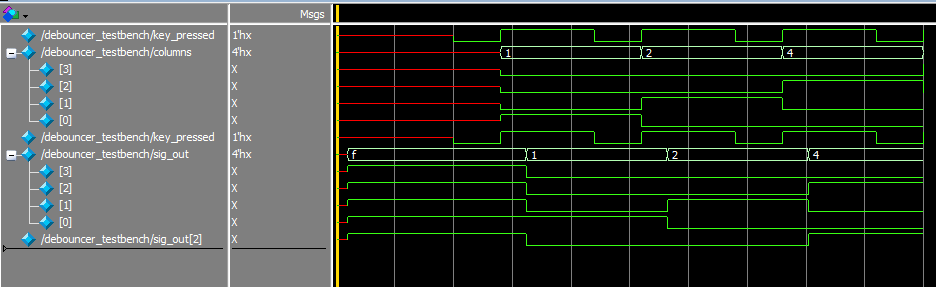 Msgs
/debouncer_testbench/key_pressed 1'hx
/debouncer_testbench/columns 4'hx 1 2 4
[3] X
[2] X
[1] X
[0] X
/debouncer_testbench/key_pressed 1'hx
/debouncer_testbench/sig_out 4'hx f 1 2 4
[3] X
[2] X
[1] X
[0] X
/debouncer_testbench/sig_out[2] X